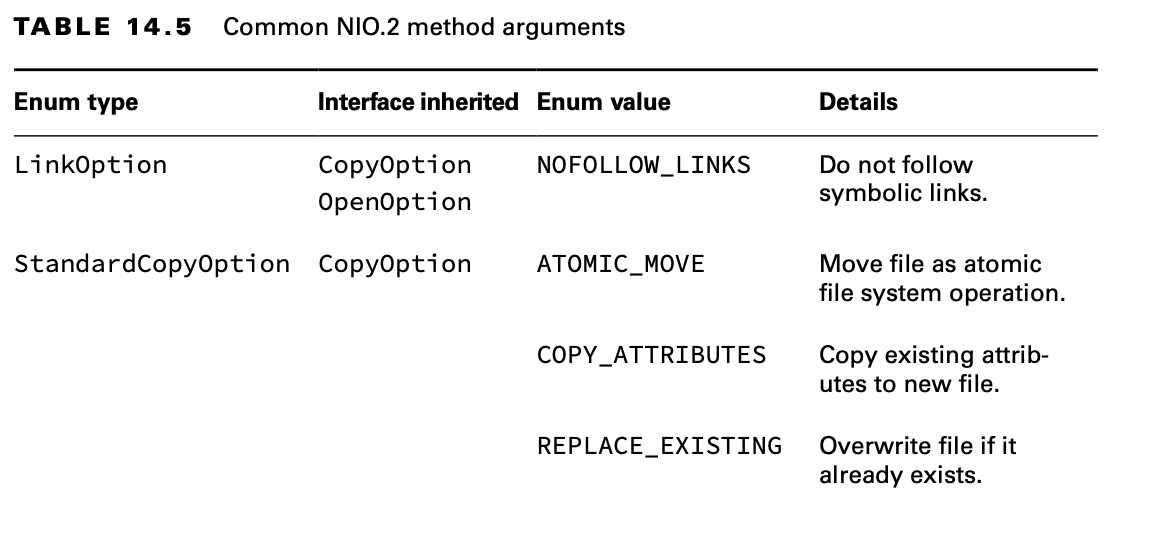 TABLE 14.5 Common NIO.2 method arguments
Enum type Interface inherited Enum value Details
LinkOption CopyOption NOFOLLOW_LINKS Do not follow
OpenOption symbolic links.
StandardCopyOption CopyOption ATOMIC_MOVE Move file as atomic
file system operation.
COPY_ATTRIBUTES Copy existing attrib-
utes to new file.
REPLACE_EXISTING Overwrite file if it
already exists.